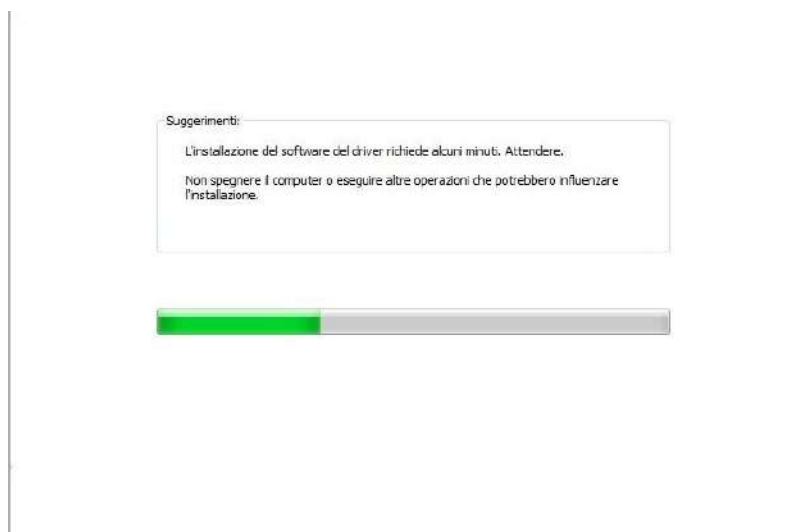 Suggerimenti:
L'installazione del software del driver richiede alcuni minuti. Attendere.
Non spegnere il computer o eseguire altre operazioni che potrebbero influenzare
l'installazione.